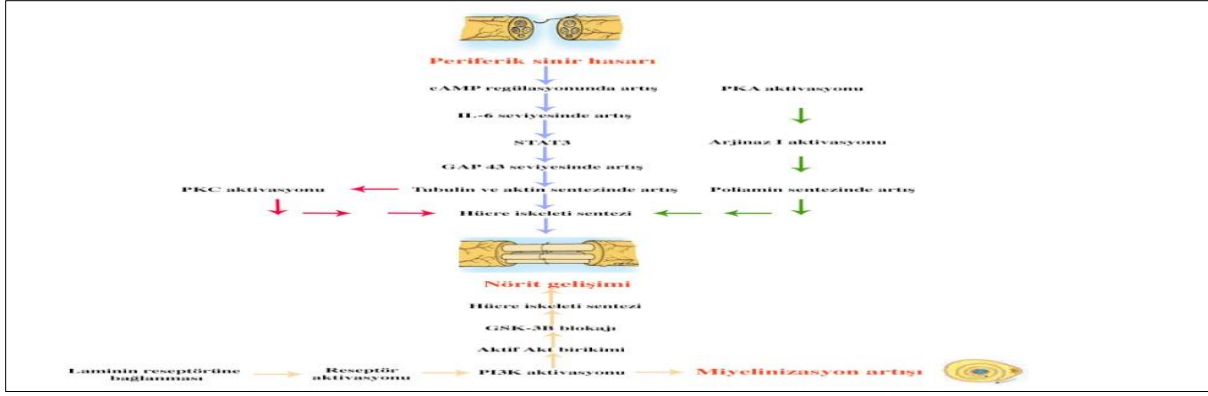 Periferik sinir hasarı
cAMP regülasyonunda artış
PKA aktivasyonu
IL-6 seviyesinde artış
STAT3
Arjinaz I aktivasyonu
GAP 43 seviyesinde artış
PKC aktivasyonu
Tubulin ve aktin sentezinde artış
Poliamin sentezinde artış
Hücre iskeleti sentezi
Nörit gelişimi
Hücre iskeleti sentezi
GSK-3B blokajı
Aktif Akt birikimi
Laminin reseptörüne
bağlanması
Reseptör
aktivasyonu
PI3K aktivasyonu
Miyelinizasyon artışı